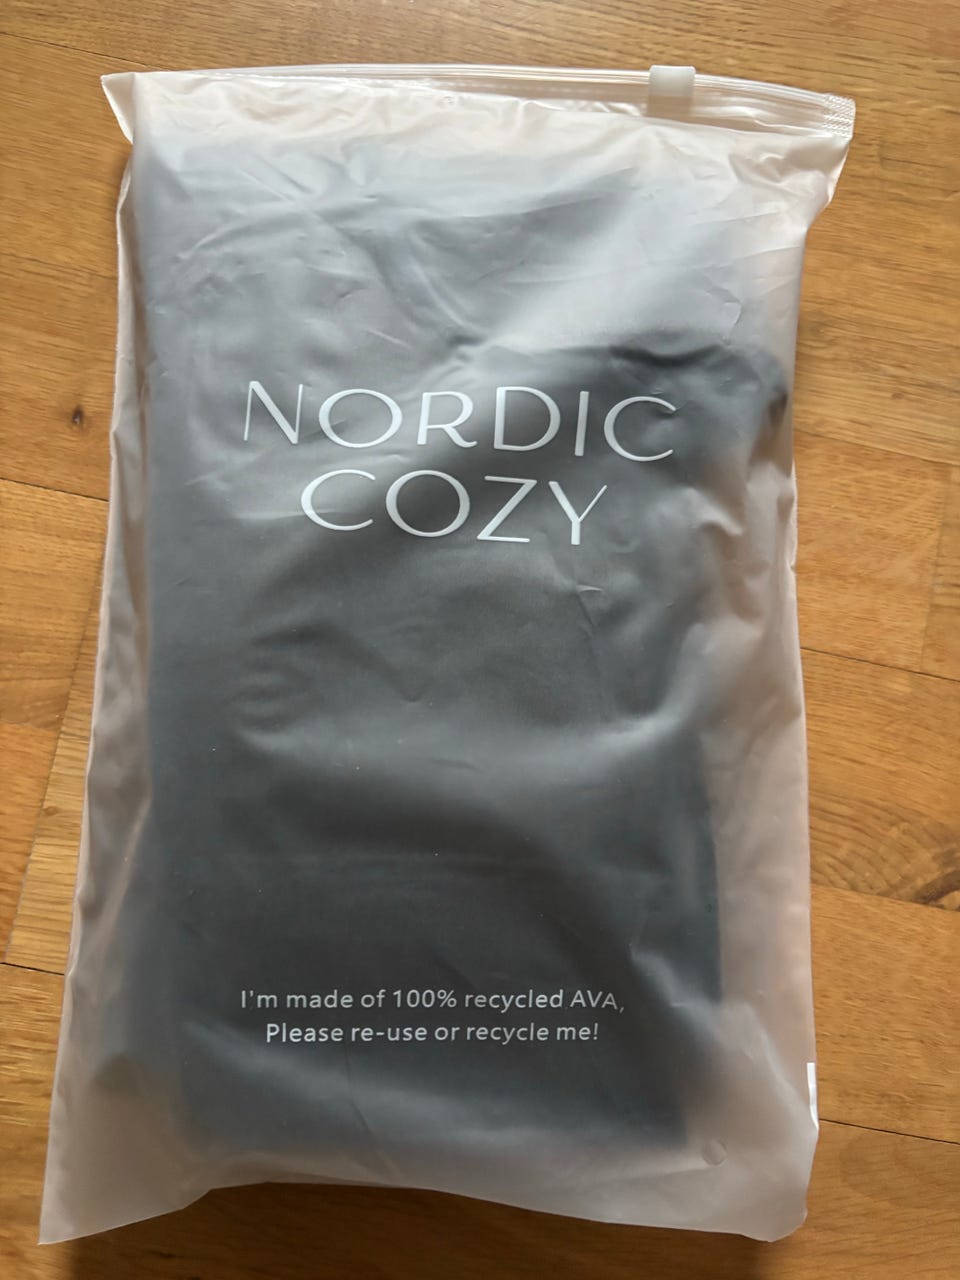 NORDIC
COZY
I'm made of 100% recycled AVA,
Please re-use or recycle me!